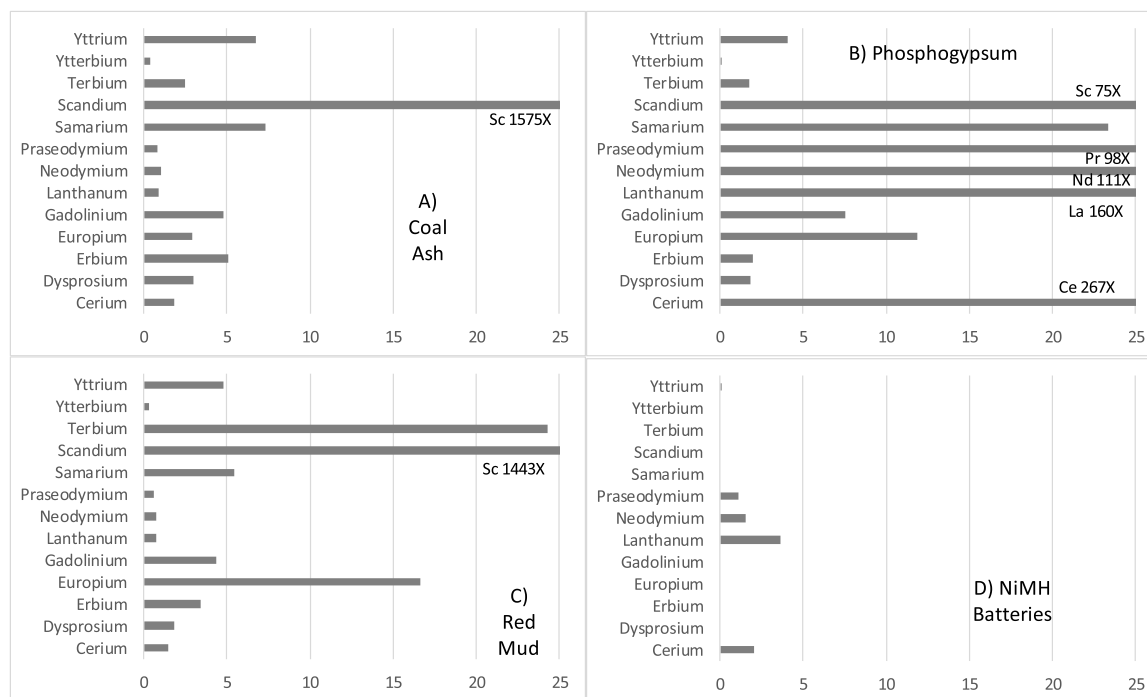 Yttrium
Ytterbium
Terbium
Scandium
Sc 1575X
Samarium
Praseodymium
Neodymium
Lanthanum
Gadolinium
Europium
Erbium
Dysprosium
Cerium
A)
Coal
Ash
0 5 10 15 20 25
Yttrium
B) Phosphogypsum
Ytterbium
Terbium
Sc 75X
Scandium
Samarium
Praseodymium
Pr 98X
Neodymium
Nd 111X
Lanthanum
La 160X
Gadolinium
Europium
Erbium
Dysprosium
Ce 267X
Cerium
0 5 10 15 20 25
Yttrium
Ytterbium
Terbium
Scandium
Sc 1443X
Samarium
Praseodymium
Neodymium
Lanthanum
Gadolinium
Europium
Erbium
Dysprosium
Cerium
C)
Red
Mud
0 5 10 15 20 25
Yttrium
Ytterbium
Terbium
Scandium
Samarium
Praseodymium
Neodymium
Lanthanum
Gadolinium
Europium
Erbium
Dysprosium
Cerium
D) NiMH
Batteries
0 5 10 15 20 25